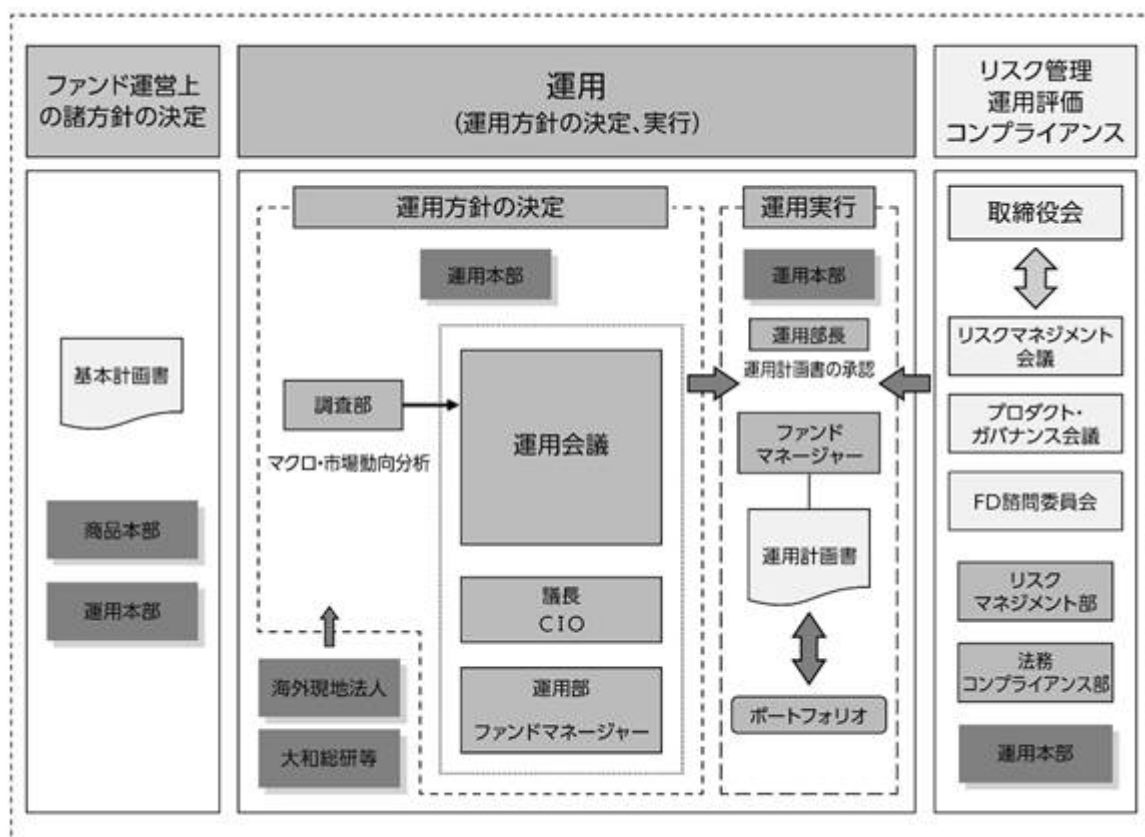 ファンド運営上
の諸方針の決定
運用
(運用方針の決定、実行)
リスク管理
運用評価
コンプライアンス
基本計画書
商品本部
運用本部
運用方針の決定
運用本部
調査部
マクロ・市場動向分析
運用会議
議長
CIO
運用部
ファンドマネージャー
海外現地法人
大和総研等
運用実行
運用本部
運用部長
運用計画書の承認
ファンド
マネージャー
運用計画書
ポートフォリオ
取締役会
リスクマネジメント
会議
プロダクト・
ガバナンス会議
FD諮問委員会
リスク
マネジメント部
法務
コンプライアンス部
運用本部